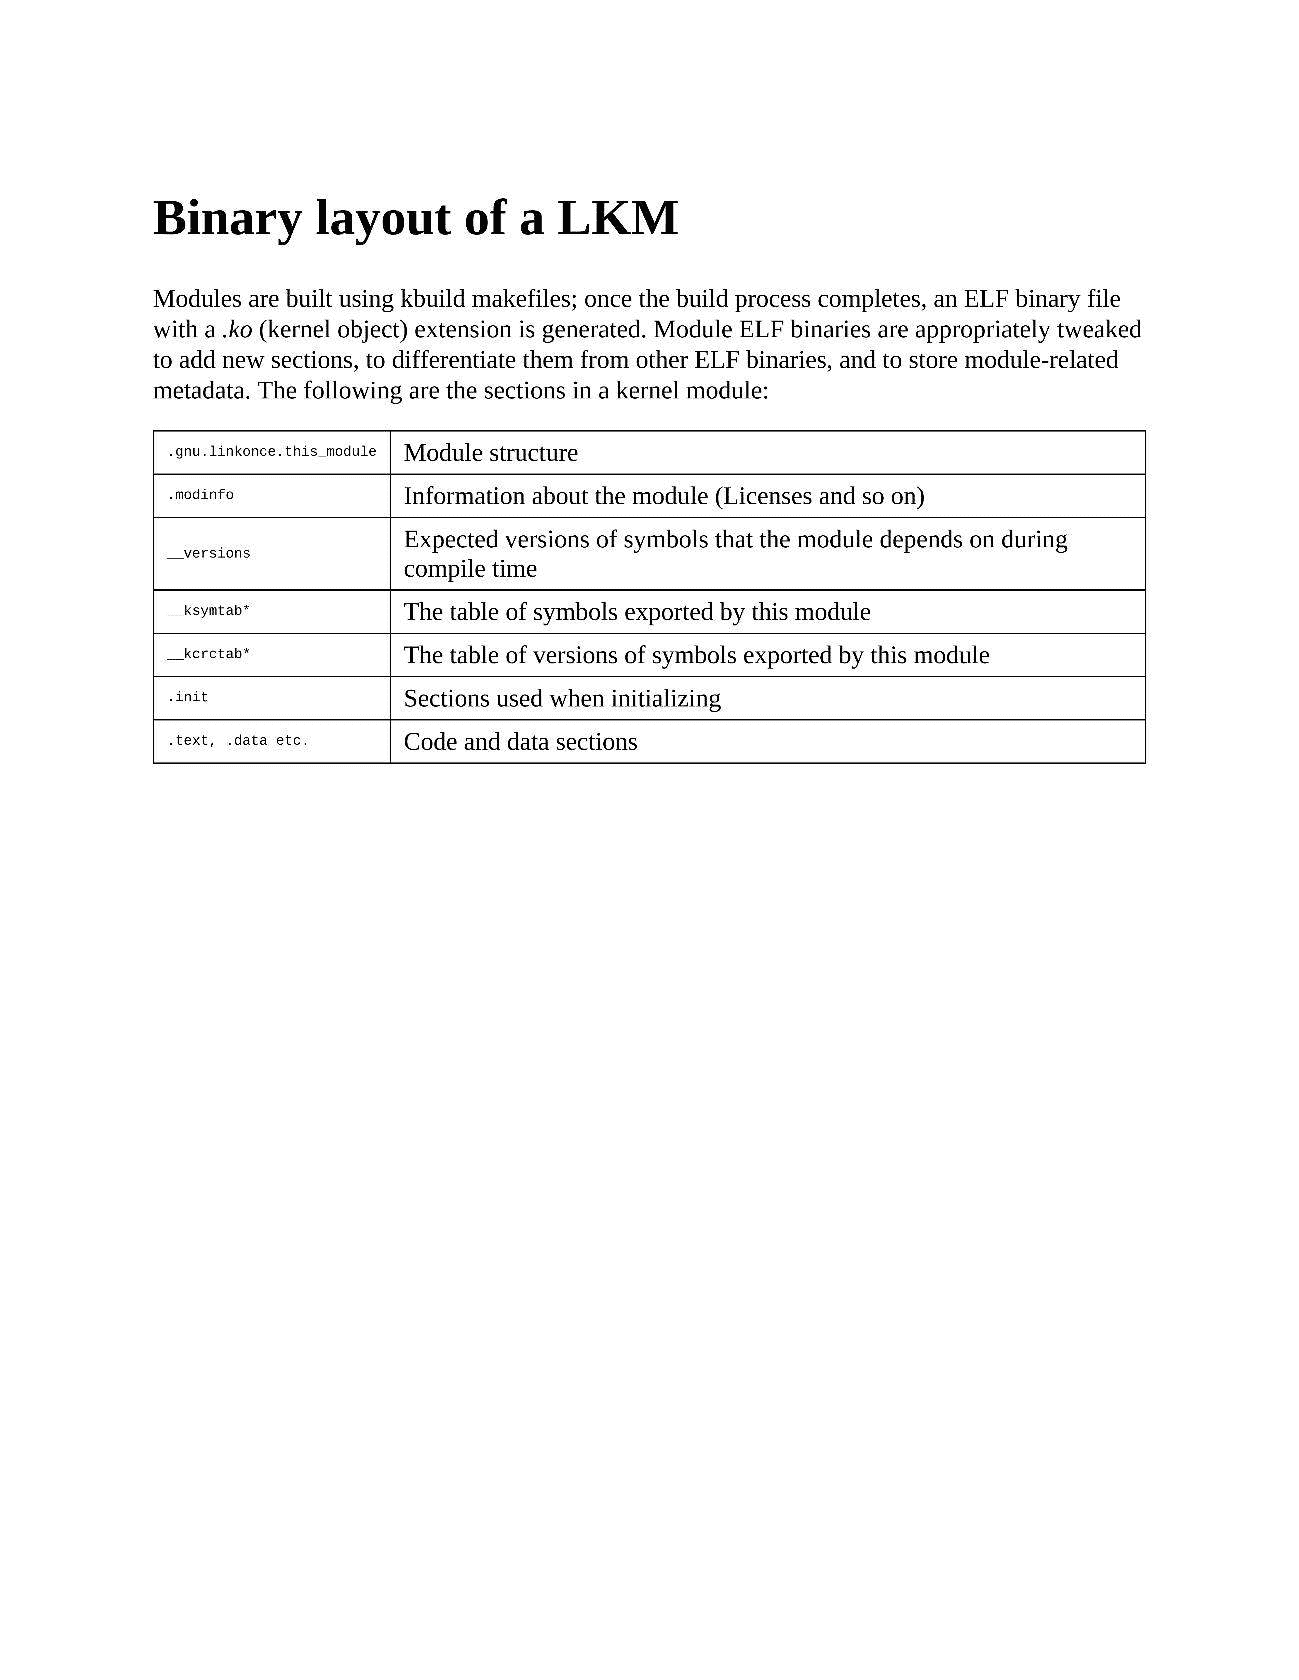 Binary layout of a LKM
Modules are built using kbuild makefiles; once the build process completes, an ELF binary file
with a .ko (kernel object) extension is generated. Module ELF binaries are appropriately tweaked
to add new sections, to differentiate them from other ELF binaries, and to store module-related
metadata. The following are the sections in a kernel module:
.gnu.linkonce.this_module Module structure
.modinfo Information about the module (Licenses and so on)
__versions Expected versions of symbols that the module depends on during
compile time
__ksymtab* The table of symbols exported by this module
__kcrctab* The table of versions of symbols exported by this module
.init Sections used when initializing
.text, .data etc. Code and data sections